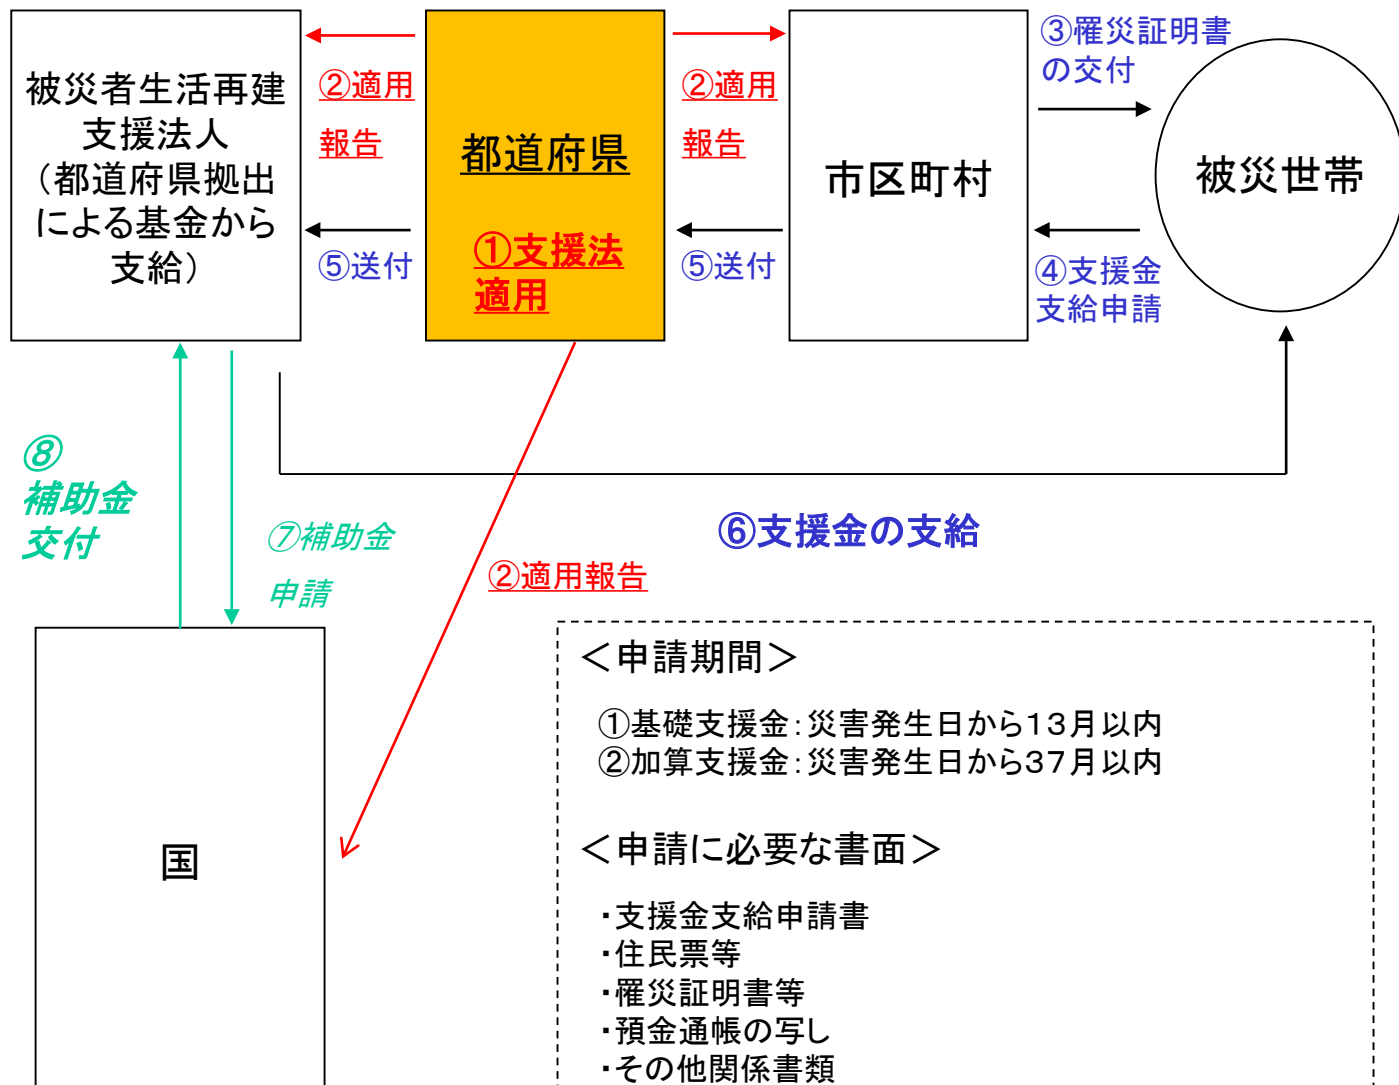 被災者生活再建
支援法人
（都道府県拠出
による基金から
支給）
②適用
報告
⑤送付
都道府県
①支援法
適用
②適用
報告
⑤送付
市区町村
③罹災証明書
の交付
④支援金
支給申請
被災世帯
⑧
補助金
交付
⑦補助金
申請
②適用報告
⑥支援金の支給
国
＜申請期間＞
①基礎支援金：災害発生日から１３月以内
②加算支援金：災害発生日から３７月以内
＜申請に必要な書面＞
・支援金支給申請書
・住民票等
・罹災証明書等
・預金通帳の写し
・その他関係書類